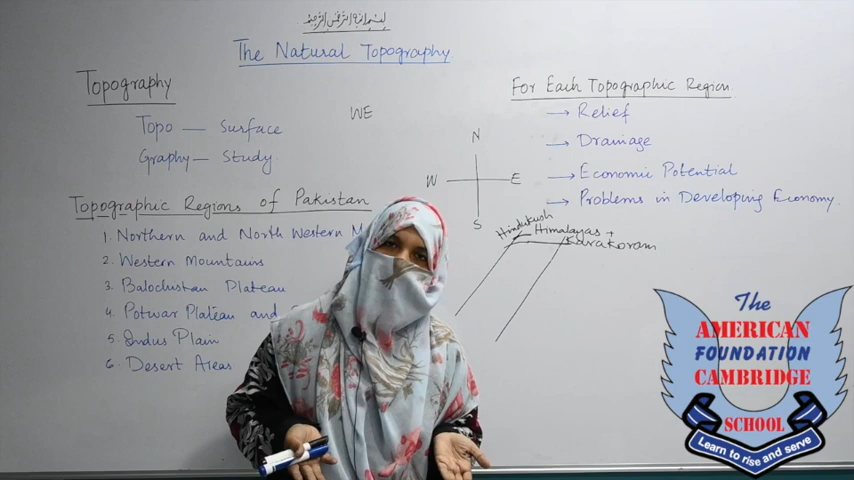 بسم اللہ الرحمن الرحیم
The Natural Topography
Topography
Topo — Surface
Graphy — Study
WE
Topographic Regions of Pakistan
1. Northern and North Western M
2. Western Mountains
3. Balochistan Plateau
4. Potwar Plateau and
5. Indus Plain
6. Desert Areas
N
W E
S
For Each Topographic Region
→ Relief
→ Drainage
→ Economic Potential
→ Problems in Developing Economy.
Hindukush
Himalayas +
Karakoram
The
AMERICAN
FOUNDATION
CAMBRIDGE
SCHOOL
Learn to rise and serve